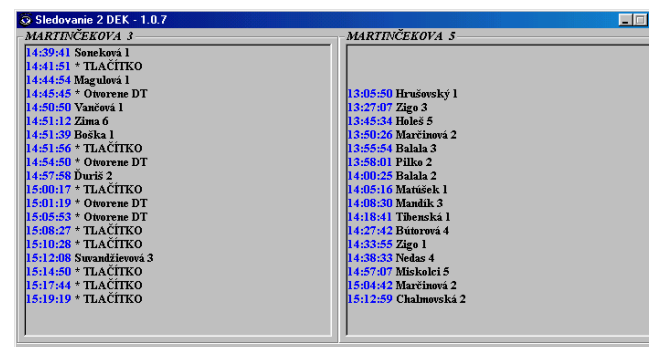 Sledovanie 2 DEK - 1.0.7
MARTINČEKOVA 3
14:39:41 Soneková 1
14:41:51 * TLAČÍTKO
14:44:54 Magulová 1
14:45:45 * Otvorene DT
14:50:50 Vančová 1
14:51:12 Zima 6
14:51:39 Boška 1
14:51:56 * TLAČÍTKO
14:54:50 * Otvorene DT
14:57:58 Ďuriš 2
15:00:17 * TLAČÍTKO
15:01:19 * Otvorene DT
15:05:53 * Otvorene DT
15:08:27 * TLAČÍTKO
15:10:28 * TLAČÍTKO
15:12:08 Suvandžievová 3
15:14:50 * TLAČÍTKO
15:17:44 * TLAČÍTKO
15:19:19 * TLAČÍTKO
MARTINČEKOVA 5
13:05:50 Hrušovský 1
13:27:07 Zigo 3
13:45:34 Holeš 5
13:50:26 Marčinová 2
13:55:54 Balala 3
13:58:01 Pilko 2
14:00:25 Balala 2
14:05:16 Matúšek 1
14:08:30 Mandík 3
14:18:41 Tibenská 1
14:27:42 Bútorová 4
14:33:55 Zigo 1
14:38:33 Nedas 4
14:57:07 Miskolci 5
15:04:42 Marčinová 2
15:12:59 Chalmovská 2